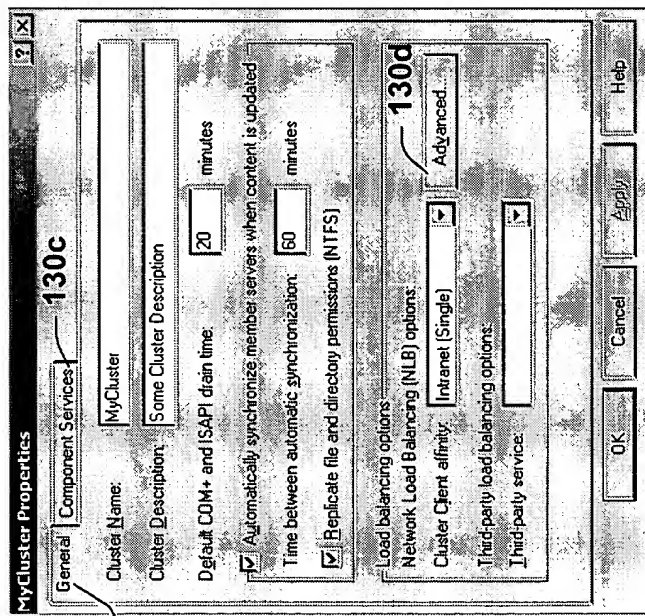 MyCluster Properties ? X
130c
General Component Services
Cluster Name: MyCluster
Cluster Description: Some Cluster Description
Default COM+ and ISAPI drain time: 20 minutes
Automatically synchronize member servers when content is updated
Time between automatic synchronization: 60 minutes
Replicate file and directory permissions (NTFS)
130d
Load balancing options
Network Load Balancing (NLB) options:
Cluster Client affinity: Intranet (Single) Advanced...
Third-party load balancing options:
Third-party service:
OK Cancel Apply Help